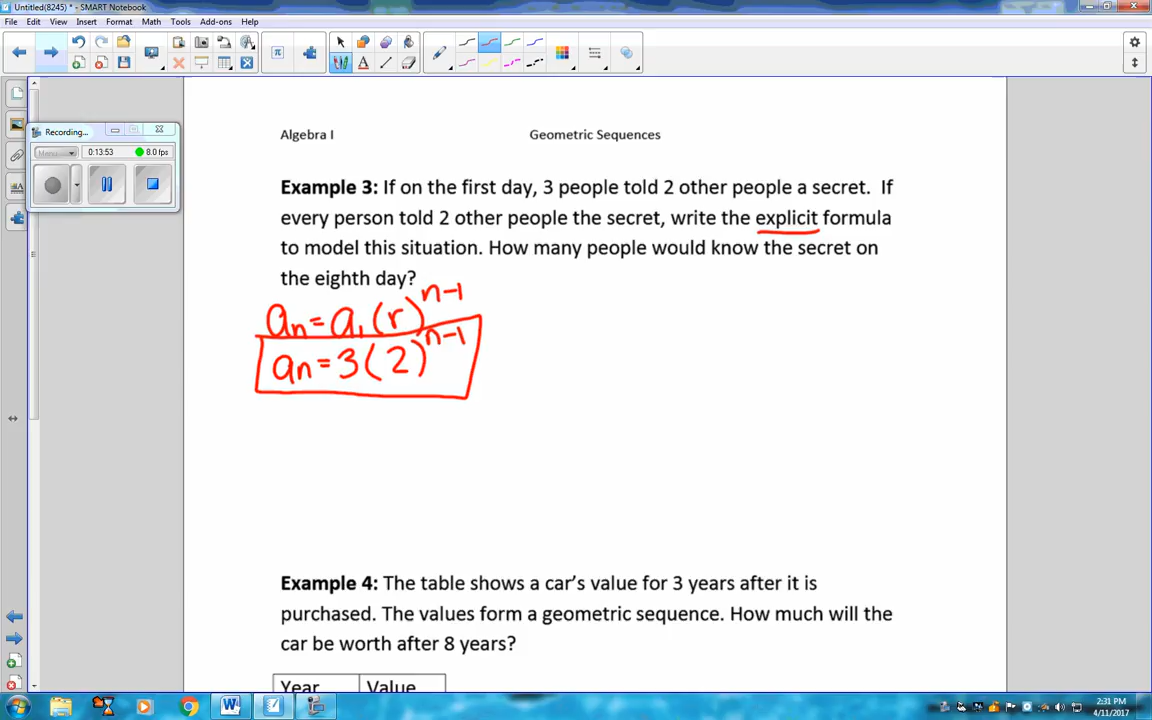 Untitled(8245) * - SMART Notebook
File Edit View Insert Format Math Tools Add-ons Help
Recording...
Menu
0:13:53 8.0 fps
Algebra I Geometric Sequences
Example 3: If on the first day, 3 people told 2 other people a secret. If
every person told 2 other people the secret, write the explicit formula
to model this situation. How many people would know the secret on
the eighth day?
aₙ = a₁(r)ⁿ⁻¹
aₙ = 3(2)ⁿ⁻¹
Example 4: The table shows a car's value for 3 years after it is
purchased. The values form a geometric sequence. How much will the
car be worth after 8 years?
Year Value
2:31 PM
4/11/2017